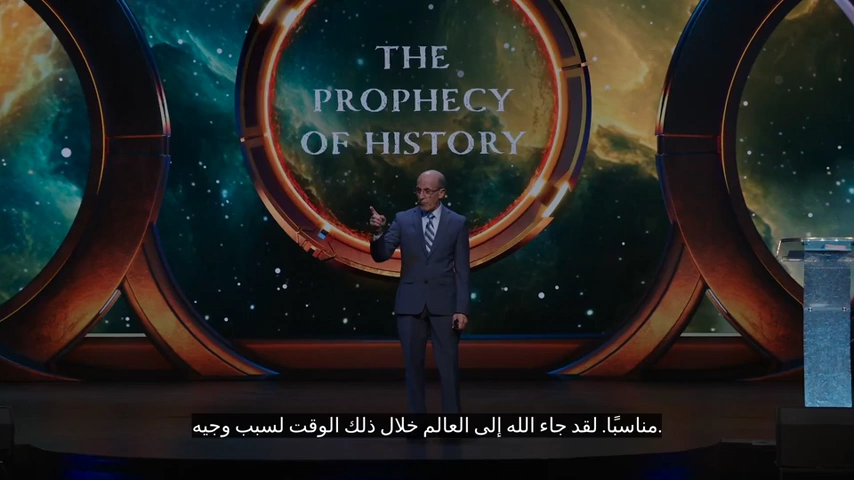 THE
PROPHECY
OF HISTORY
مناسبًا. لقد جاء الله إلى العالم خلال ذلك الوقت لسبب وجيه.